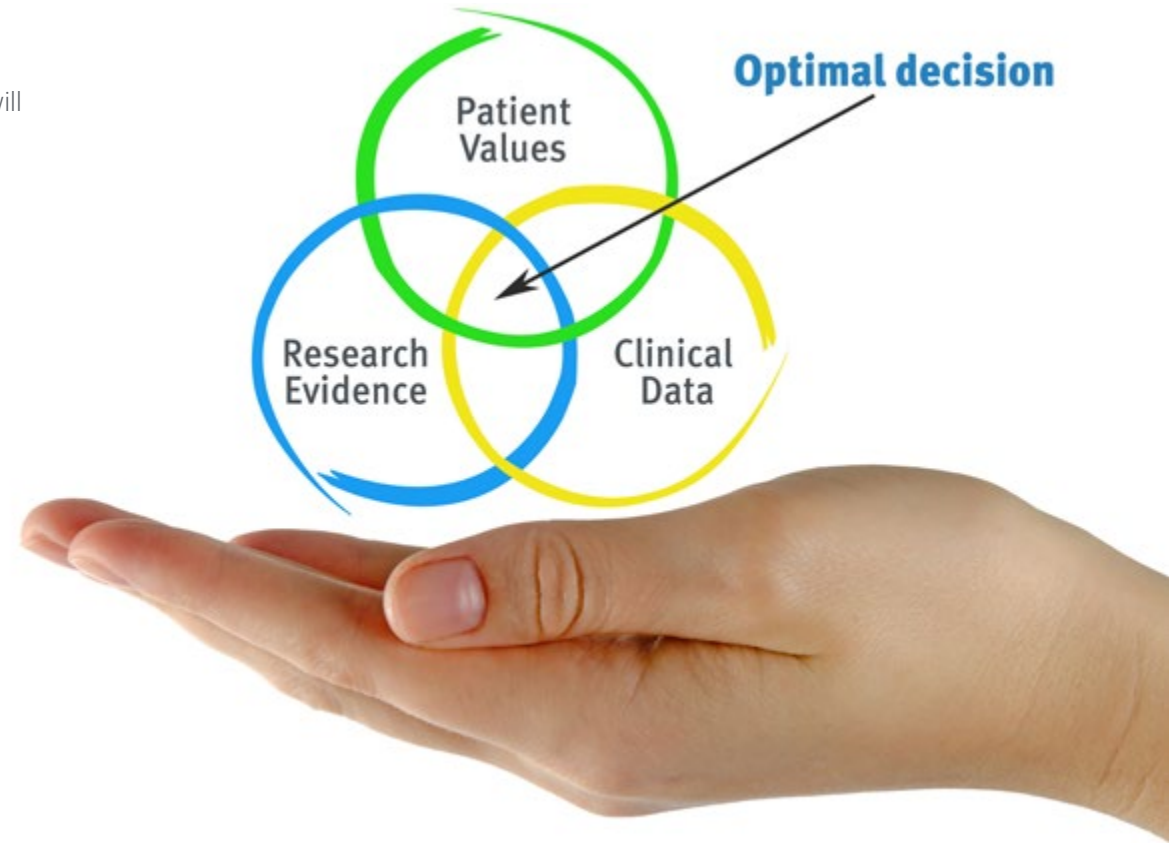 Optimal decision
Patient
Values
Research
Evidence
Clinical
Data